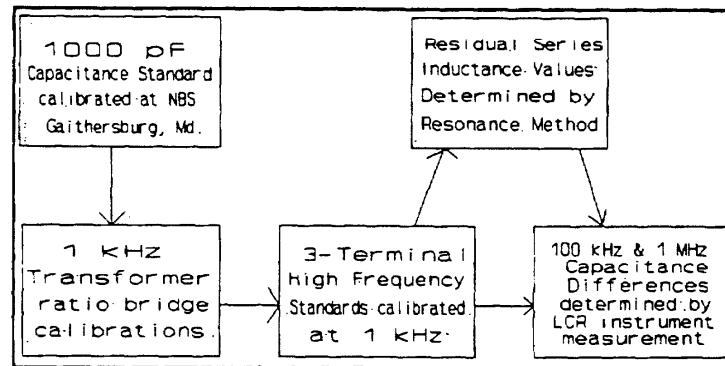 1000 pF
Capacitance Standard
calibrated at NBS
Gaithersburg, Md.
Residual Series
Inductance Values
Determined by
Resonance Method
1 KHz
Transformer
ratio bridge
calibrations.
3-Terminal
High Frequency
Standards calibrated
at 1 kHz.
100 kHz & 1 MHz
Capacitance
Differences
determined by
LCR instrument
measurement